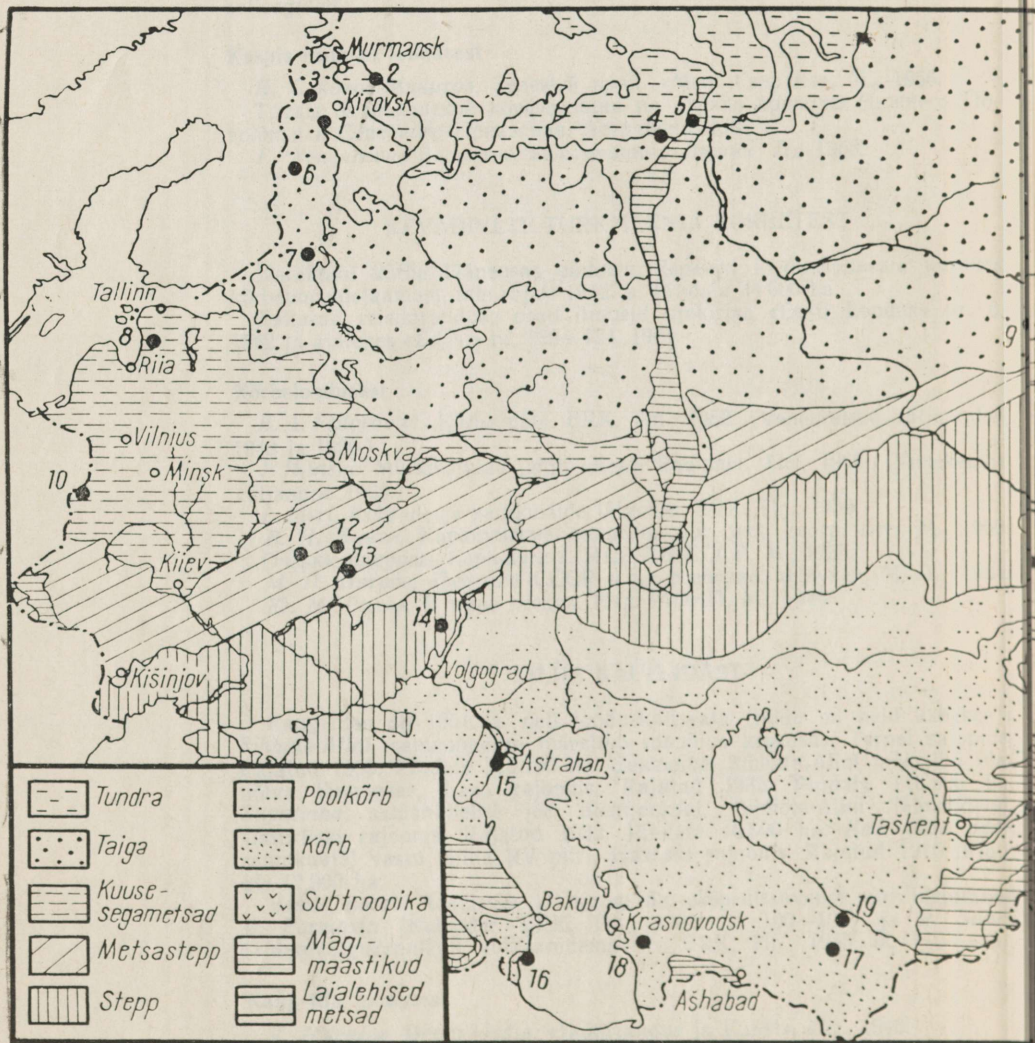 Murmansk
3
2
Kirovsk
1
4
5
6
7
Tallinn
8
Riia
9
Vilnius
Moskva
10
Minsk
11
12
13
Kiiev
14
Volgograd
Kišinjov
15
Astrahan
Taškent
Bakuu
Krasnovodsk
19
16
18
17
Ašhabad
Tundra
Taiga
Kuuse-
segametsad
Metsastepp
Stepp
Poolkõrb
Kõrb
Subtroopika
Mägi-
maastikud
Laialehised
metsad